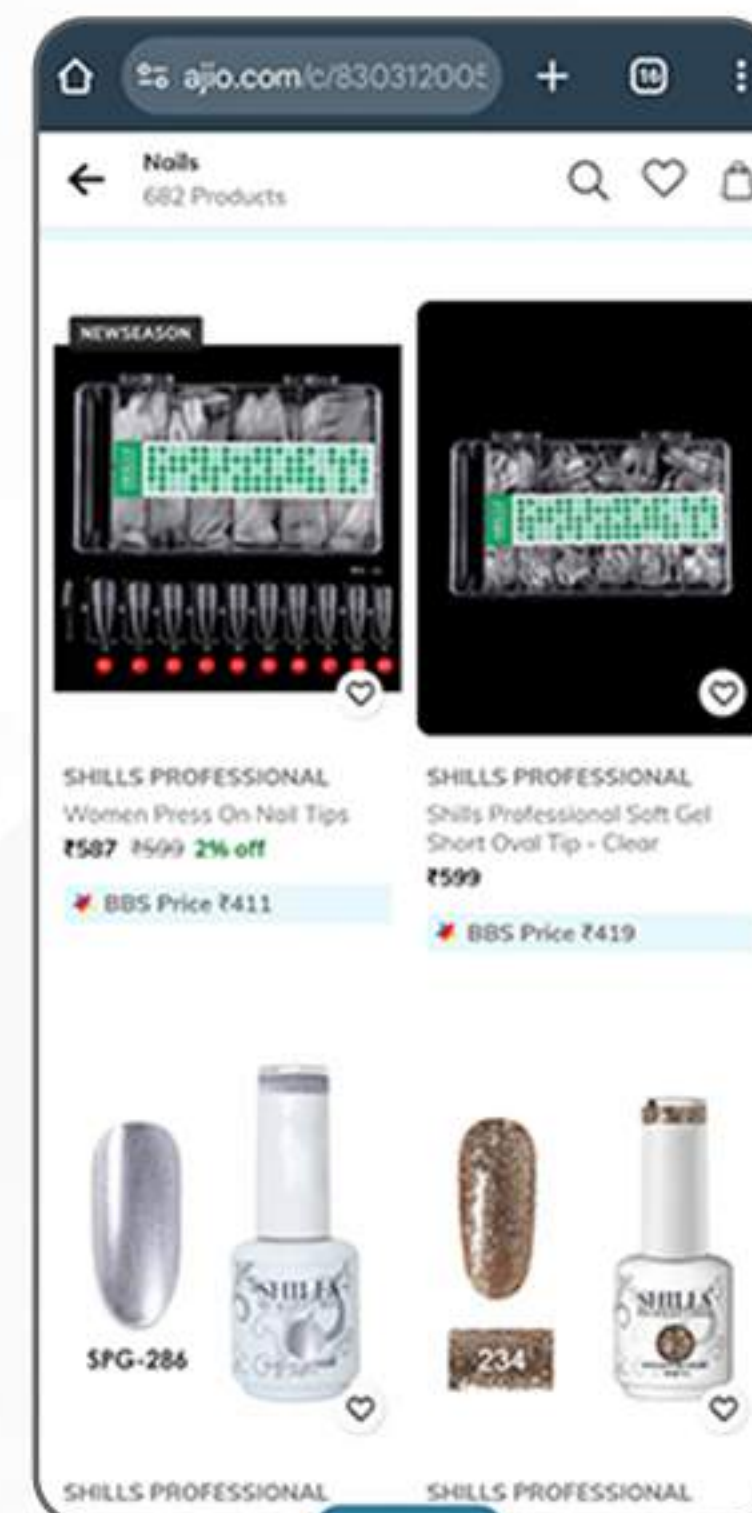 ajio.com/c/830312005
16
Nails
682 Products
NEWSEASON
SHILLS PROFESSIONAL
Women Press On Nail Tips
₹587 ₹599 2% off
BBS Price ₹411
SHILLS PROFESSIONAL
Shills Professional Soft Gel
Short Oval Tip - Clear
₹599
BBS Price ₹419
SPG-286
SHILLS
234
SHILLS
SHILLS PROFESSIONAL
SHILLS PROFESSIONAL